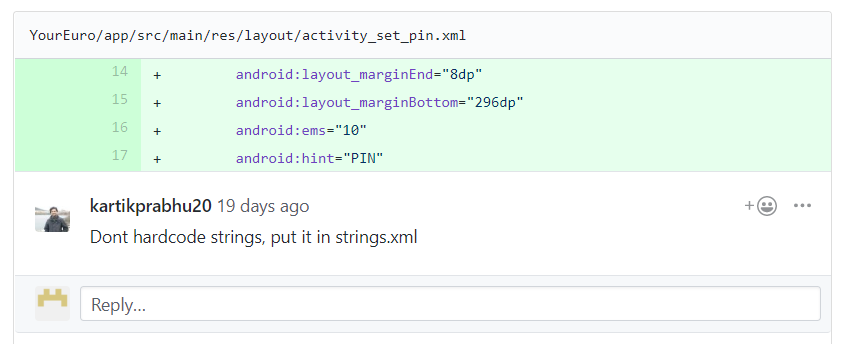 YourEuro/app/src/main/res/layout/activity_set_pin.xml
14 + android:layout_marginEnd="8dp"
15 + android:layout_marginBottom="296dp"
16 + android:ems="10"
17 + android:hint="PIN"
kartikprabhu20 19 days ago
Dont hardcode strings, put it in strings.xml
Reply...